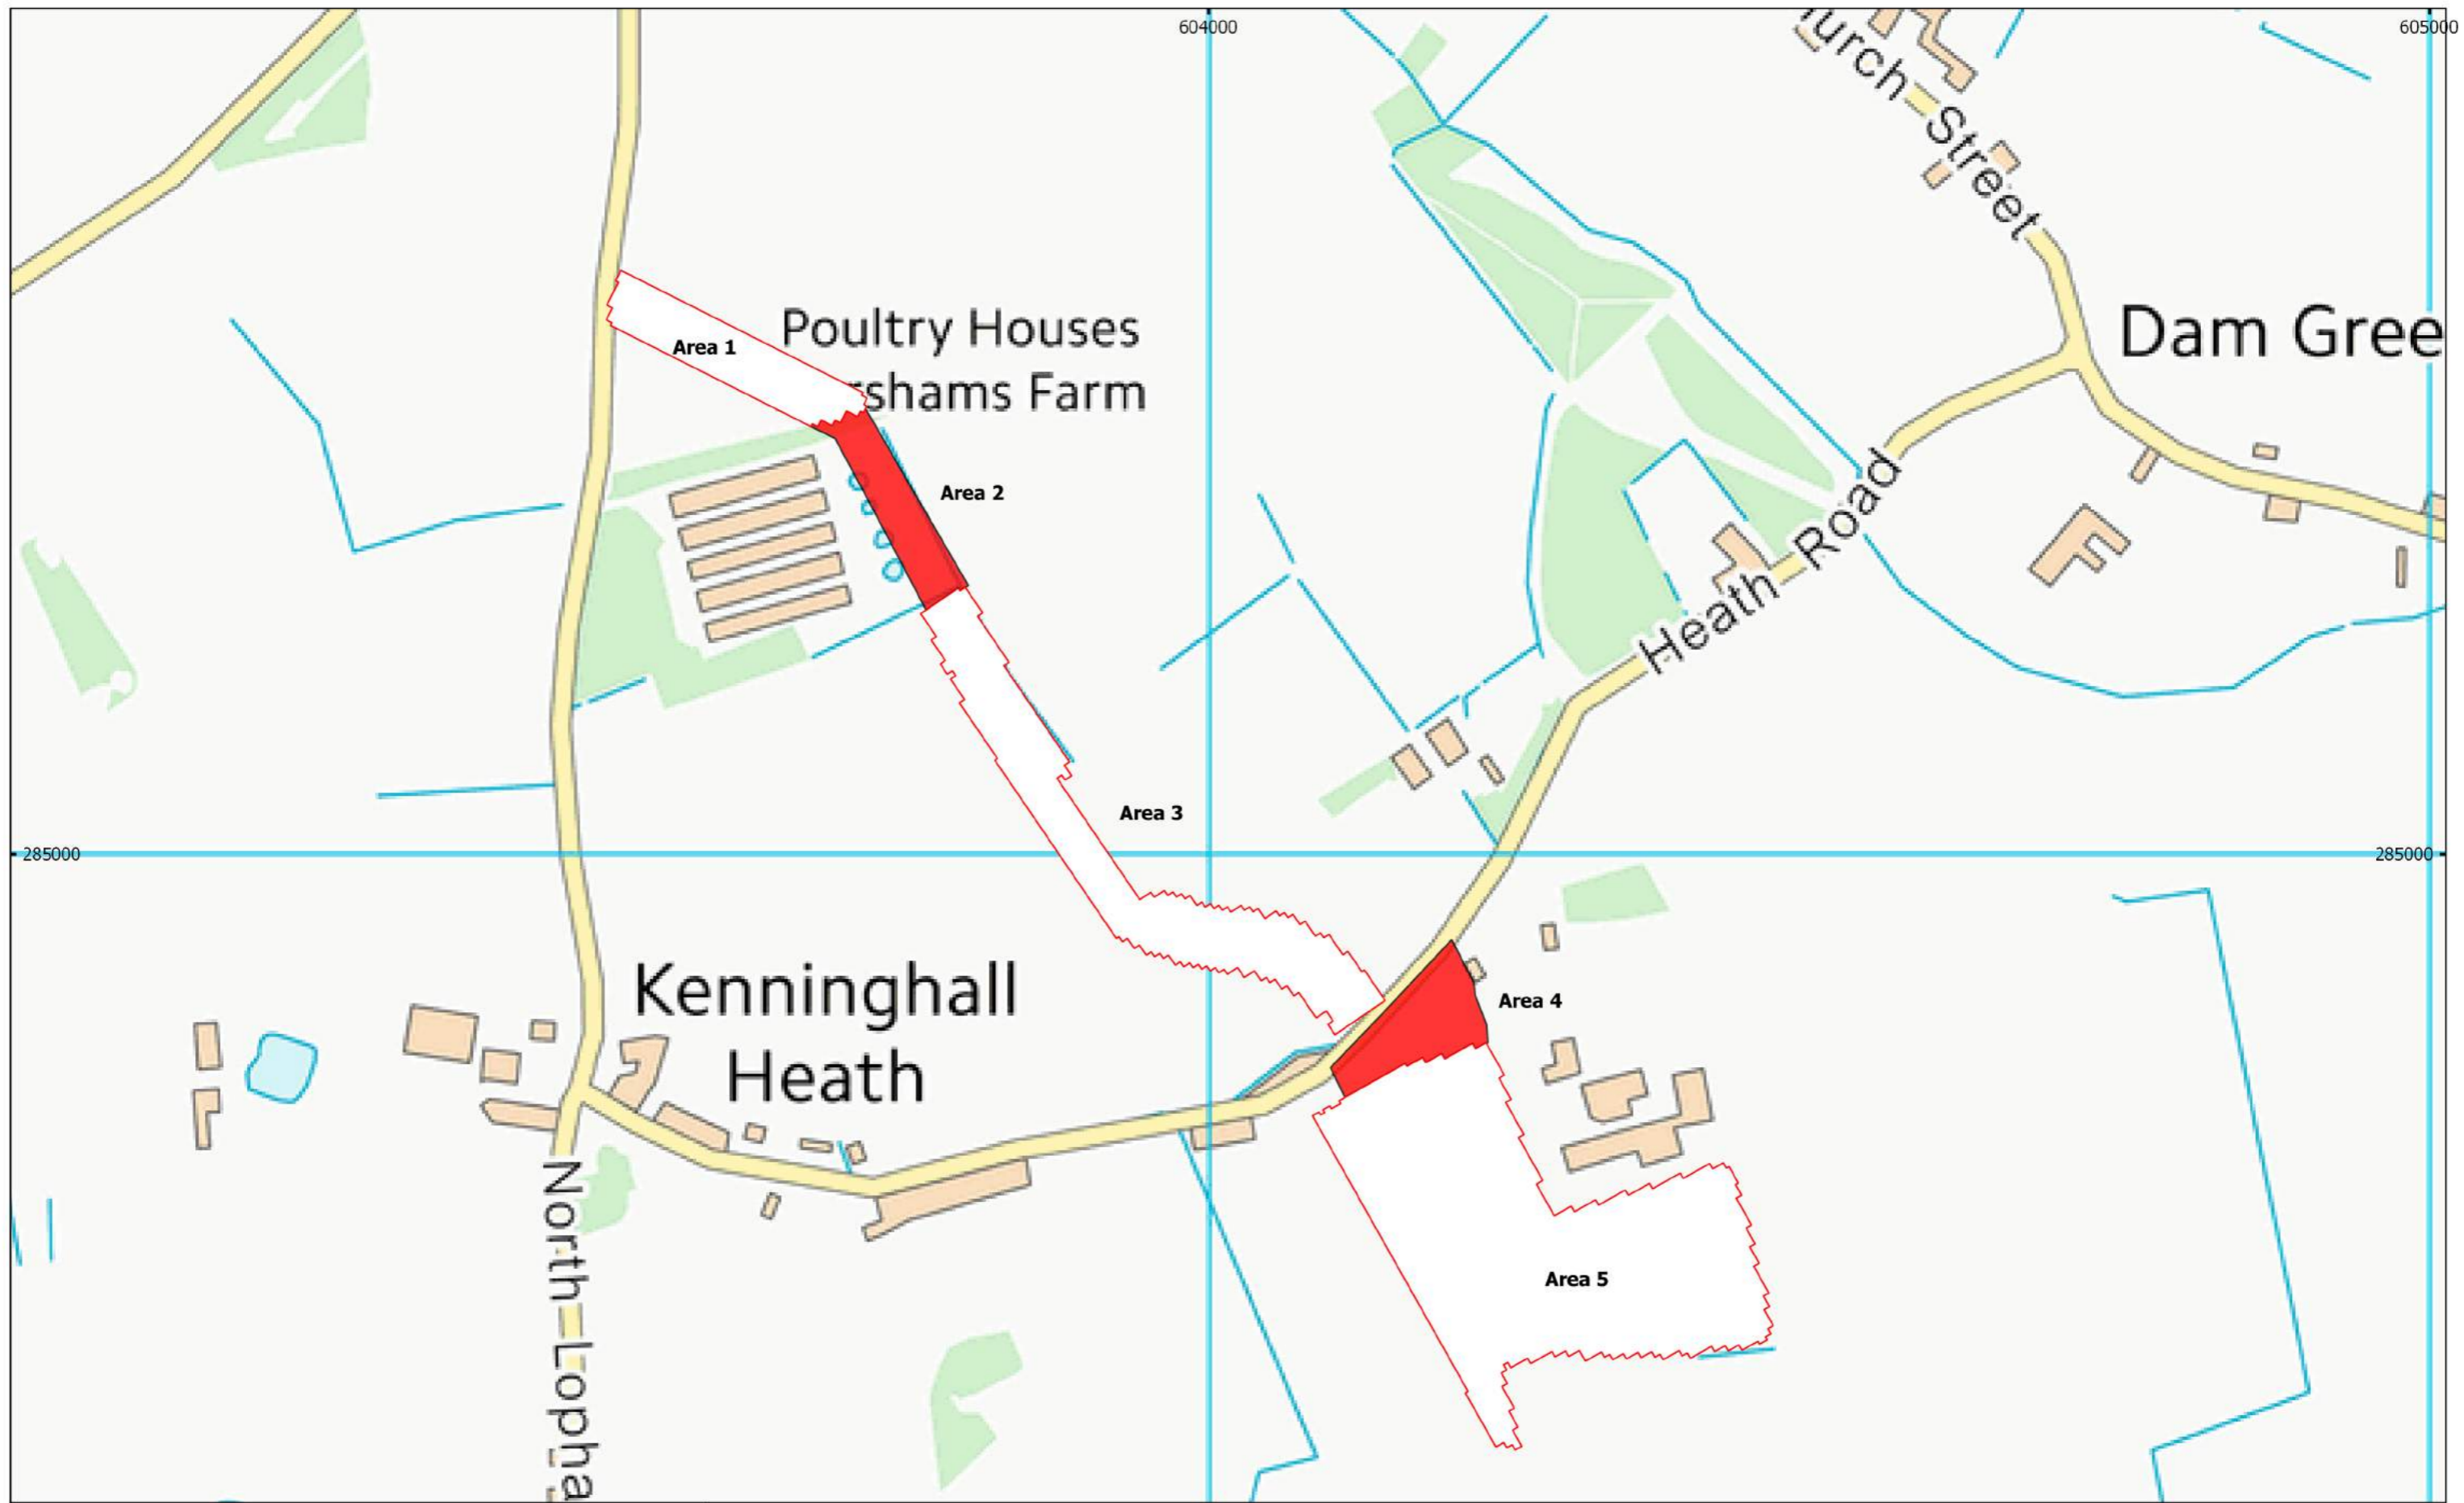 604000
605000
urch Street
Poultry Houses
rshams Farm
Dam Gree
Area 1
Area 2
Heath Road
Area 3
285000
285000
Kenninghall
Heath
Area 4
North Lopha
Area 5